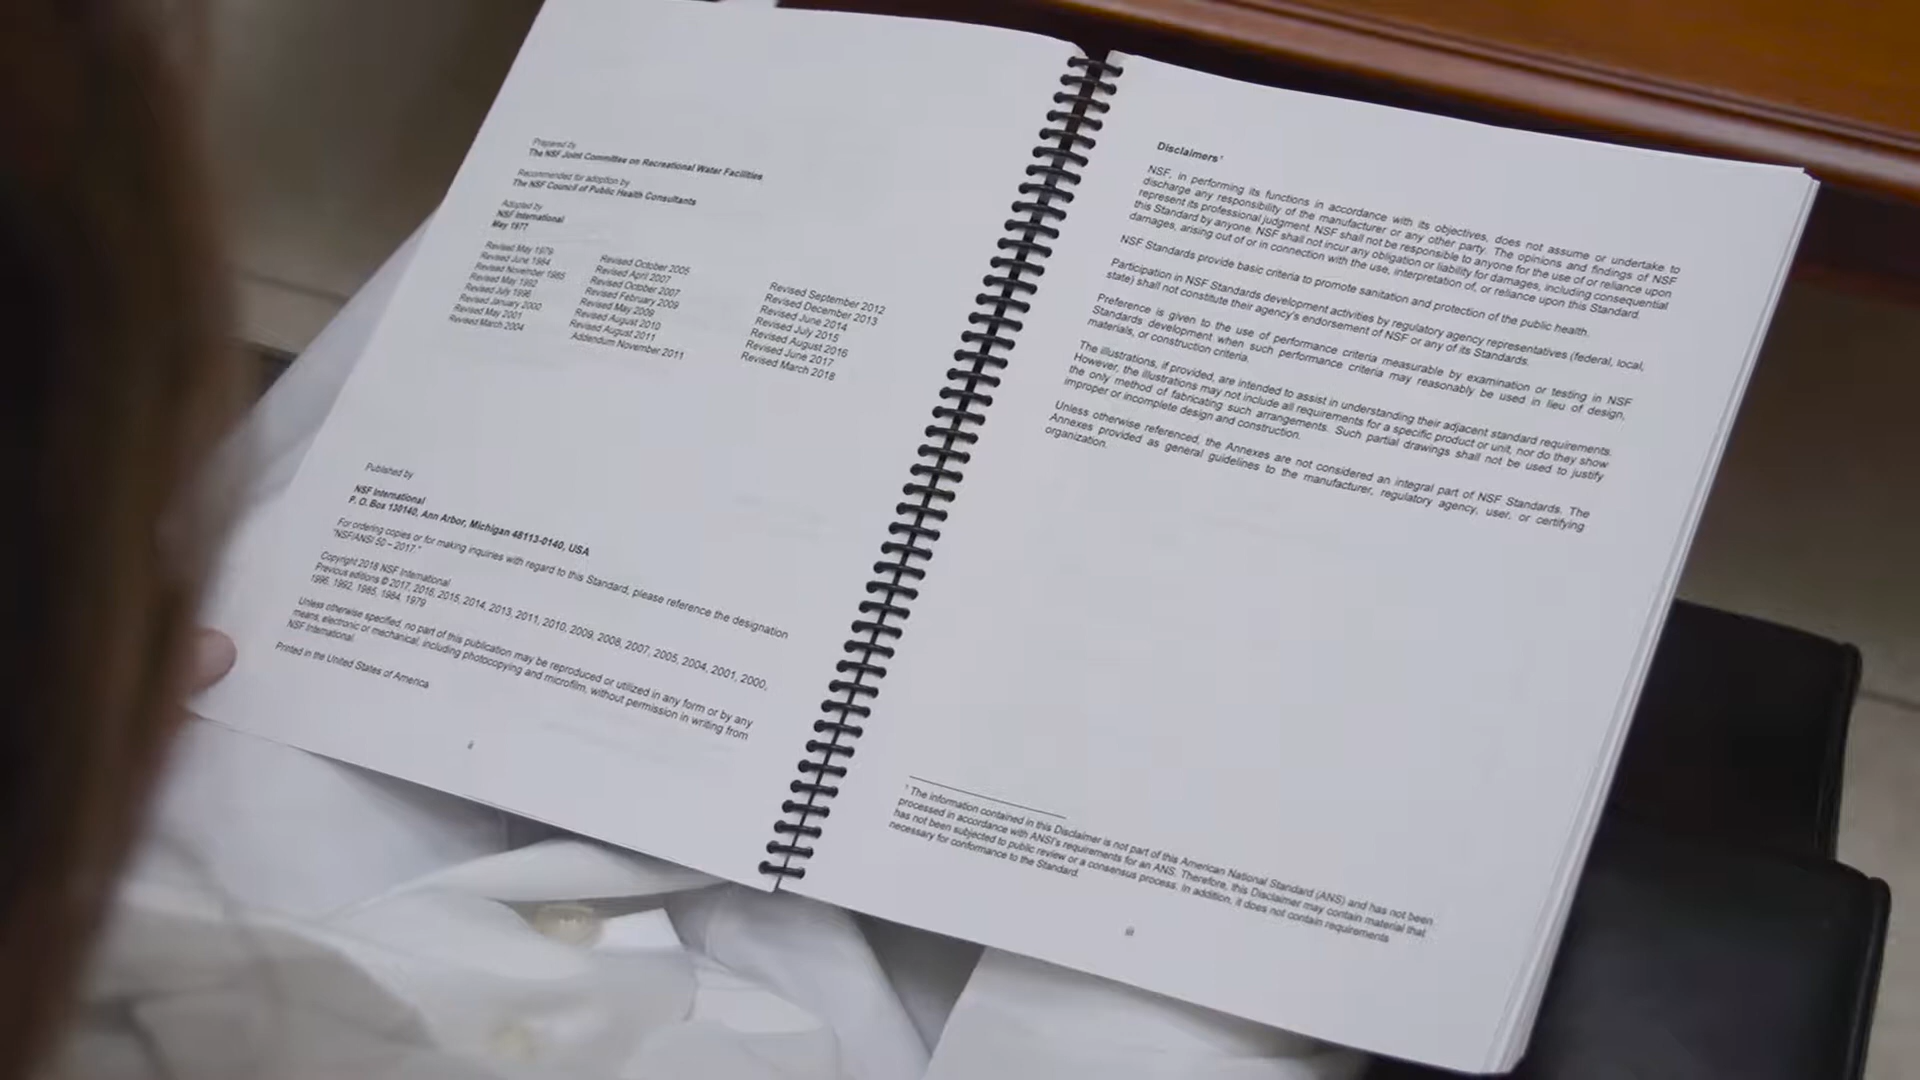 Prepared by
The NSF Joint Committee on Recreational Water Facilities
Recommended for adoption by
The NSF Council of Public Health Consultants
Adopted by
NSF International
May 1977
Revised May 1979
Revised June 1984
Revised November 1985
Revised May 1992
Revised July 1996
Revised January 2000
Revised May 2001
Revised March 2004
Revised October 2005
Revised April 2007
Revised October 2007
Revised February 2009
Revised May 2009
Revised August 2010
Revised August 2011
Addendum November 2011
Revised September 2012
Revised December 2013
Revised June 2014
Revised July 2015
Revised August 2016
Revised June 2017
Revised March 2018
Published by
NSF International
P. O. Box 130140, Ann Arbor, Michigan 48113-0140, USA
For ordering copies or for making inquiries with regard to this Standard, please reference the designation
"NSF/ANSI 50 – 2017."
Copyright 2018 NSF International
Previous editions © 2017, 2016, 2015, 2014, 2013, 2011, 2010, 2009, 2008, 2007, 2005, 2004, 2001, 2000,
1996, 1992, 1985, 1984, 1979
Unless otherwise specified, no part of this publication may be reproduced or utilized in any form or by any
means, electronic or mechanical, including photocopying and microfilm, without permission in writing from
NSF International.
Printed in the United States of America
ii
Disclaimers¹
NSF, in performing its functions in accordance with its objectives, does not assume or undertake to
discharge any responsibility of the manufacturer or any other party. The opinions and findings of NSF
represent its professional judgment. NSF shall not be responsible to anyone for the use of or reliance upon
this Standard by anyone. NSF shall not incur any obligation or liability for damages, including consequential
damages, arising out of or in connection with the use, interpretation of, or reliance upon this Standard.
NSF Standards provide basic criteria to promote sanitation and protection of the public health.
Participation in NSF Standards development activities by regulatory agency representatives (federal, local,
state) shall not constitute their agency's endorsement of NSF or any of its Standards.
Preference is given to the use of performance criteria measurable by examination or testing in NSF
Standards development when such performance criteria may reasonably be used in lieu of design,
materials, or construction criteria.
The illustrations, if provided, are intended to assist in understanding their adjacent standard requirements.
However, the illustrations may not include all requirements for a specific product or unit, nor do they show
the only method of fabricating such arrangements. Such partial drawings shall not be used to justify
improper or incomplete design and construction.
Unless otherwise referenced, the Annexes are not considered an integral part of NSF Standards. The
Annexes provided as general guidelines to the manufacturer, regulatory agency, user, or certifying
organization.
¹ The information contained in this Disclaimer is not part of this American National Standard (ANS) and has not been
processed in accordance with ANSI's requirements for an ANS. Therefore, this Disclaimer may contain material that
has not been subjected to public review or a consensus process. In addition, it does not contain requirements
necessary for conformance to the Standard.
iii